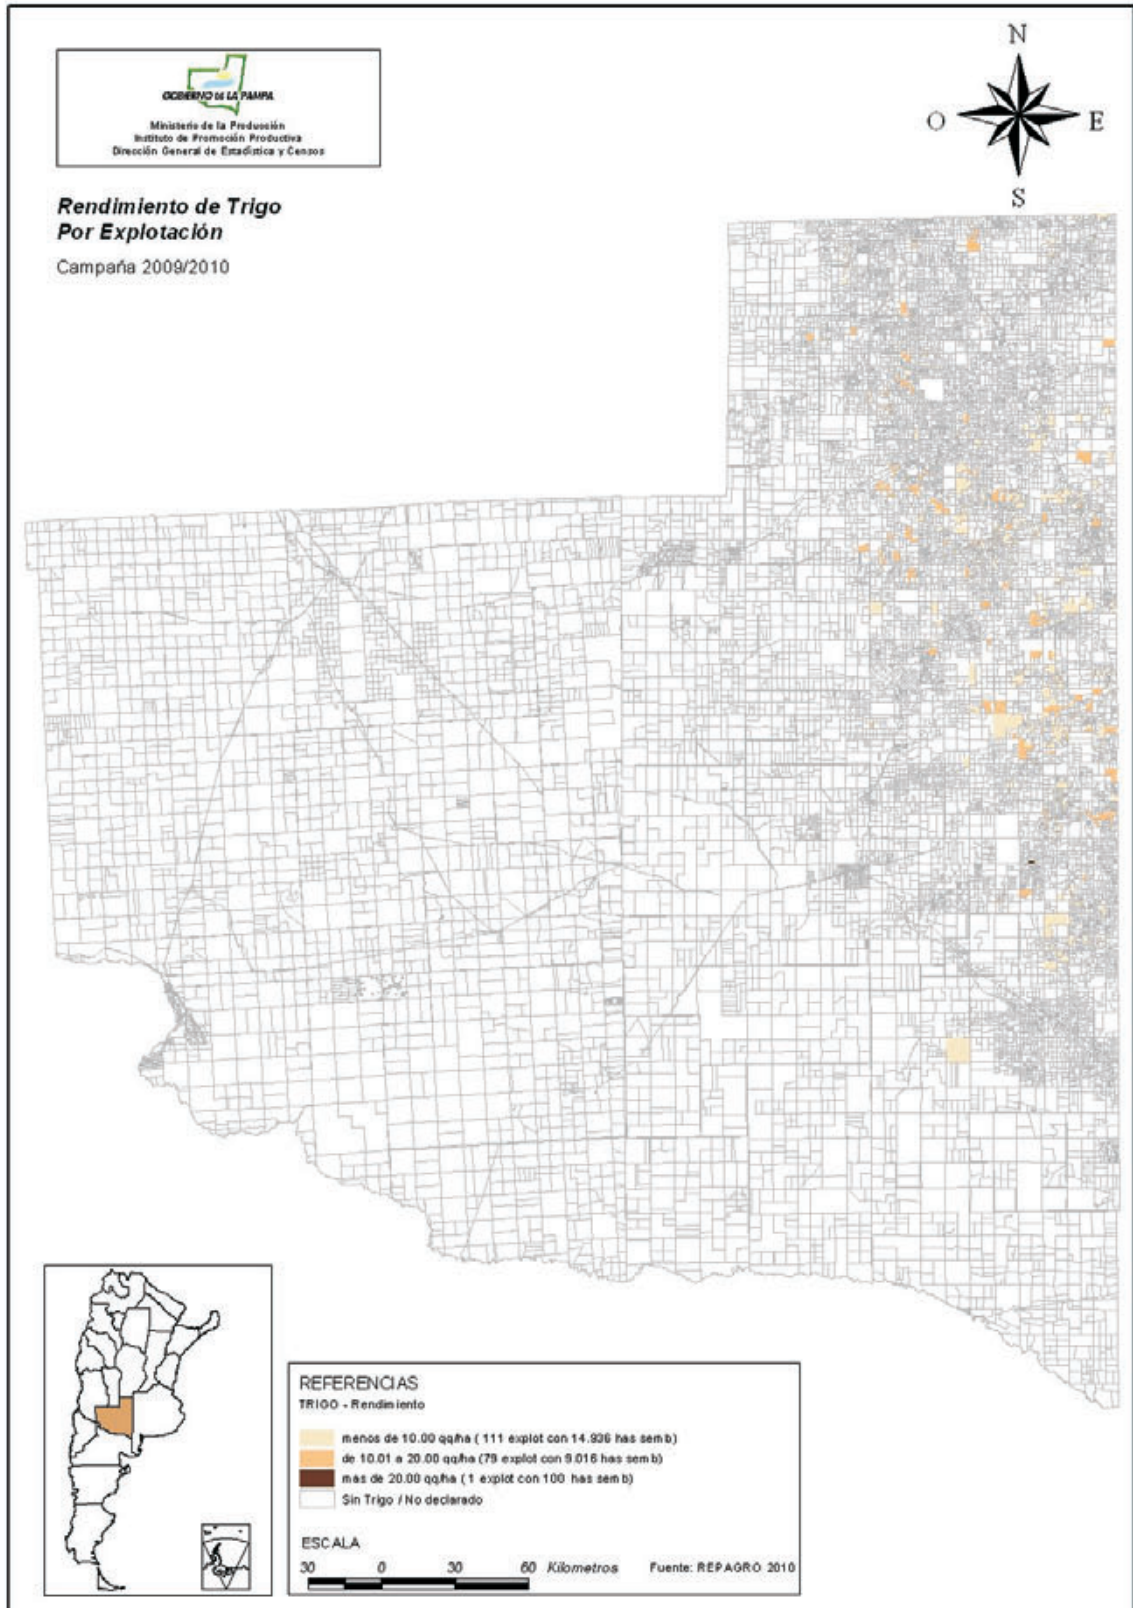 N
O
E
S
GOBIERNO DE LA PAMPA
Ministerio de la Producción
Instituto de Promoción Productiva
Dirección General de Estadística y Censos
Rendimiento de Trigo
Por Explotación
Campaña 2009/2010
REFERENCIAS
TRIGO - Rendimiento
menos de 10.00 qq/ha ( 111 explot con 14.936 has semb)
de 10.01 a 20.00 qq/ha (79 explot con 9.016 has semb)
mas de 20.00 qq/ha ( 1 explot con 100 has semb)
Sin Trigo / No declarado
ESCALA
30 0 30 60 Kilometros
Fuente: REPAGRO 2010